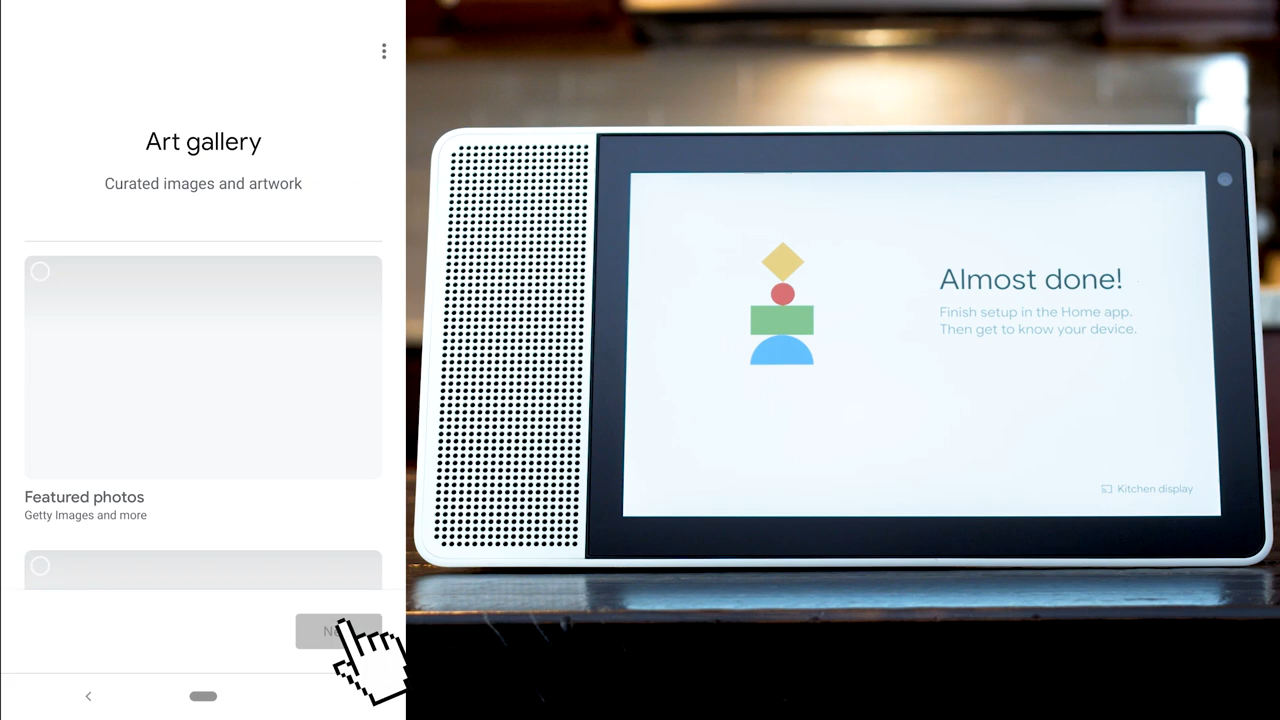 Art gallery
Curated images and artwork
Featured photos
Getty Images and more
Almost done!
Finish setup in the Home app.
Then get to know your device.
Kitchen display